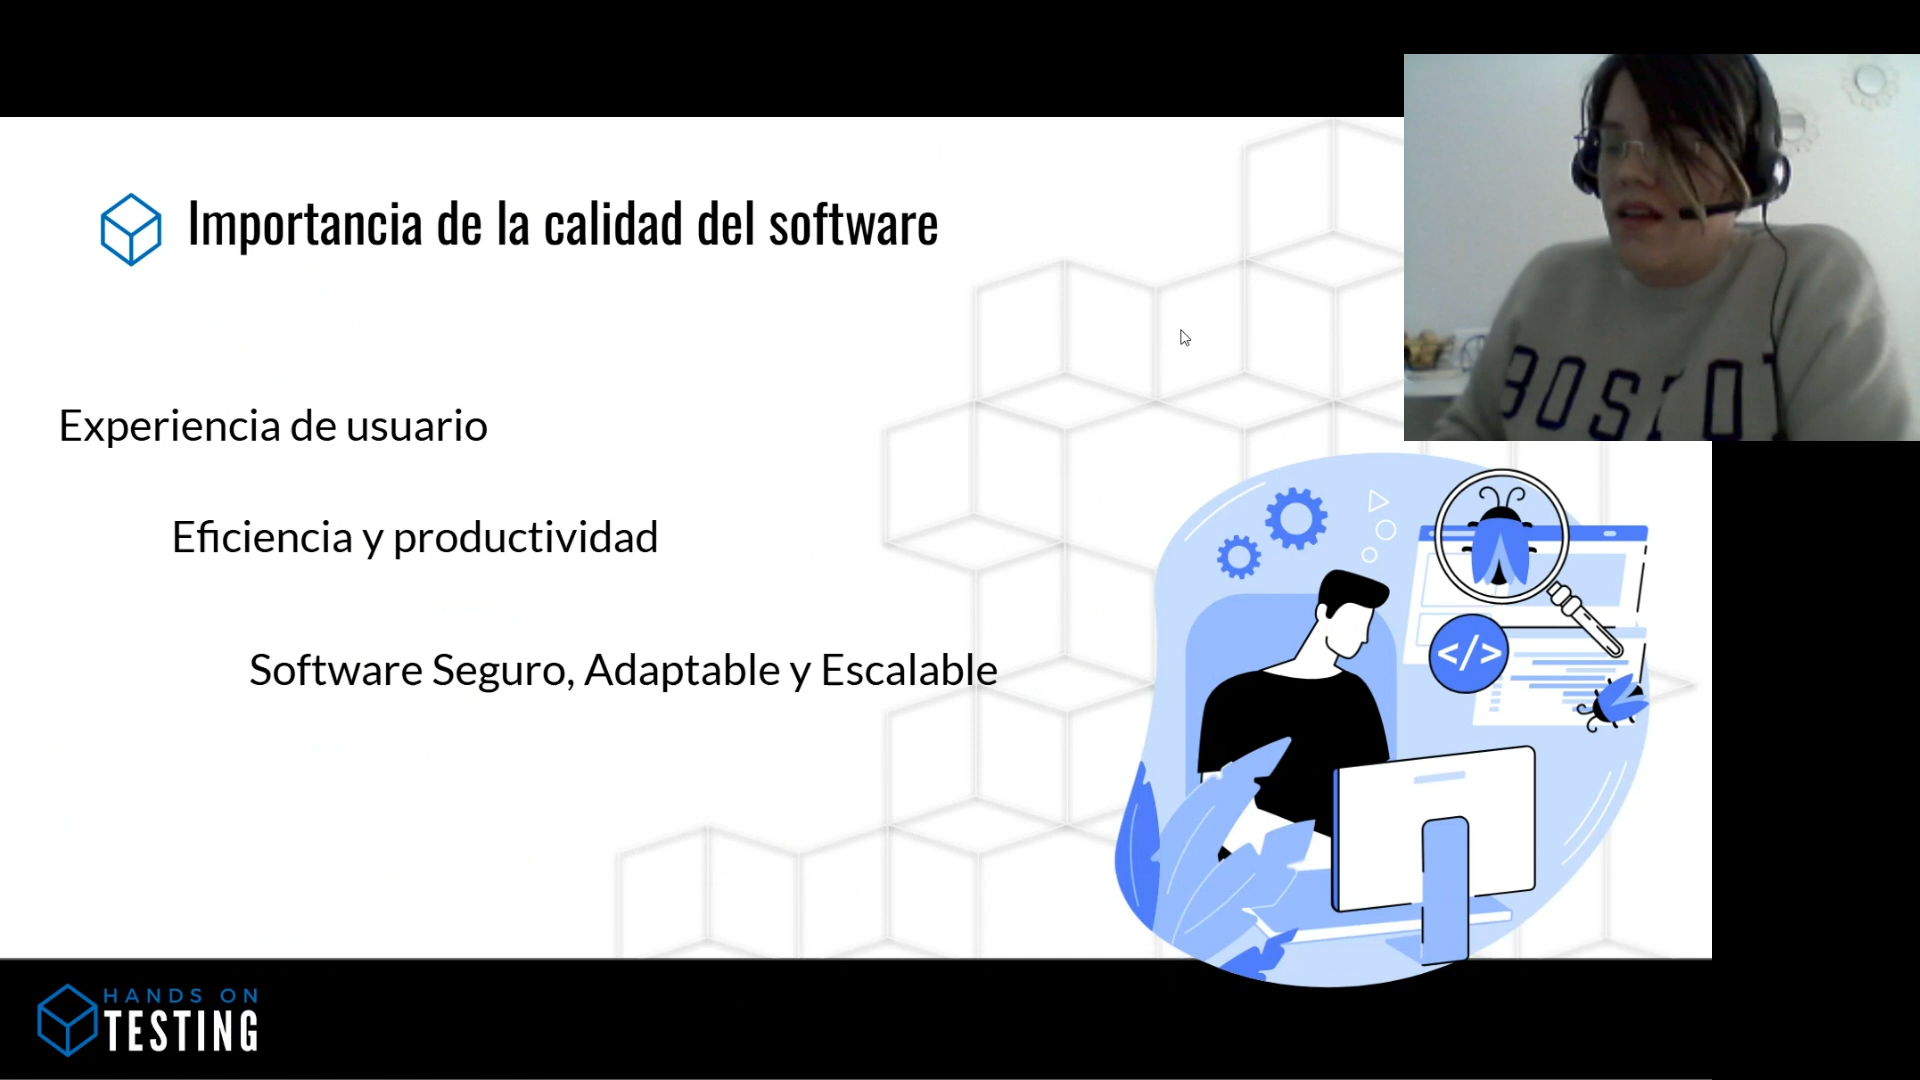 Importancia de la calidad del software
Experiencia de usuario
Eficiencia y productividad
Software Seguro, Adaptable y Escalable
</>
HANDS ON
TESTING